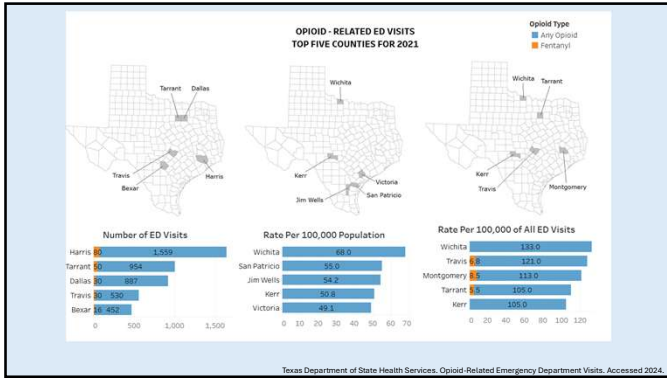 OPIOID - RELATED ED VISITS
TOP FIVE COUNTIES FOR 2021
Opioid Type
Any Opioid
Fentanyl
Tarrant
Dallas
Travis
Bexar
Harris
Wichita
Kerr
Jim Wells
Victoria
San Patricio
Wichita
Tarrant
Kerr
Travis
Montgomery
Number of ED Visits
Harris 80 1,559
Tarrant 50 954
Dallas 30 887
Travis 30 530
Bexar 16 452
0 500 1,000 1,500
Rate Per 100,000 Population
Wichita 68.0
San Patricio 55.0
Jim Wells 54.2
Kerr 50.8
Victoria 49.1
0 10 20 30 40 50 60 70
Rate Per 100,000 of All ED Visits
Wichita 133.0
Travis 6.8 121.0
Montgomery 8.5 113.0
Tarrant 5.5 105.0
Kerr 105.0
0 20 40 60 80 100 120
Texas Department of State Health Services. Opioid-Related Emergency Department Visits. Accessed 2024.